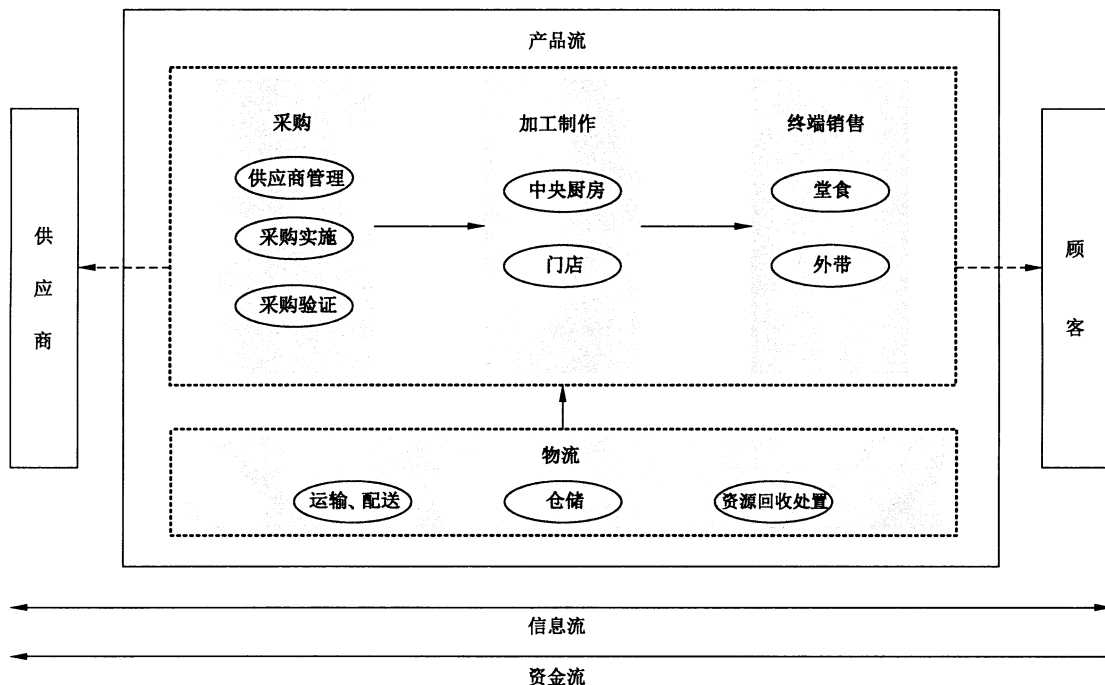 产品流
采购
加工制作
终端销售
供应商管理
采购实施
采购验证
中央厨房
门店
堂食
外带
供应商
顾客
物流
运输、配送
仓储
资源回收处置
信息流
资金流